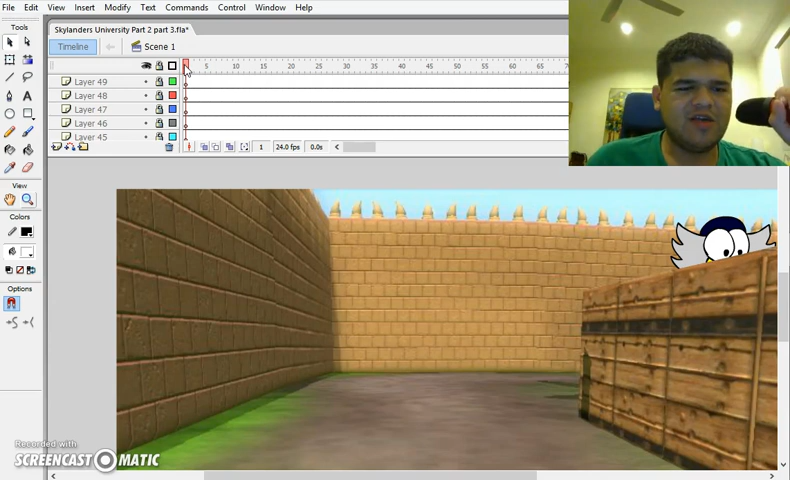 File Edit View Insert Modify Text Commands Control Window Help
Tools
Skylanders University Part 2 part 3.fla*
Timeline
Scene 1
5 10 15 20 25 30 35 40 45 50 55 60 65
Layer 49
Layer 48
Layer 47
Layer 46
Layer 45
1 24.0 fps 0.0s
View
Colors
Options
Recorded with
SCREENCAST MATIC